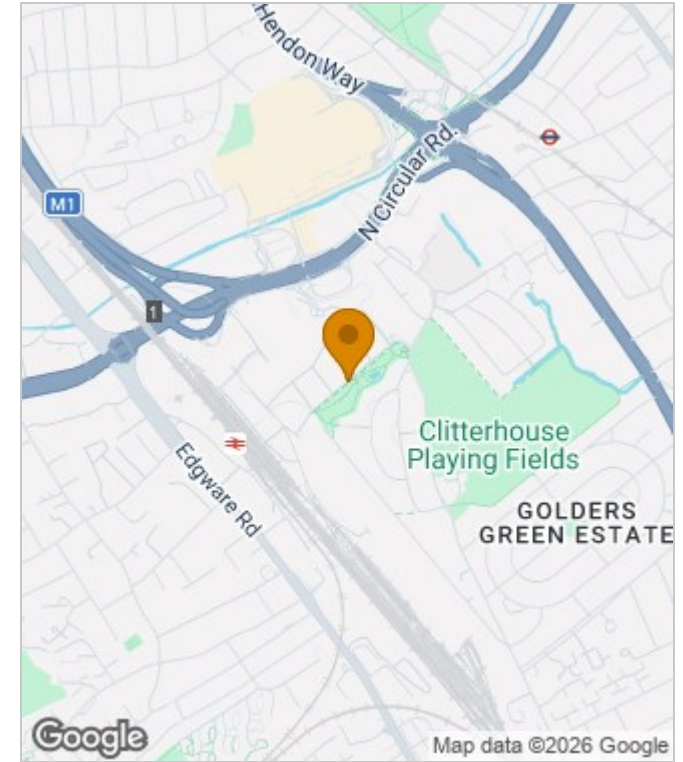 Hendon Way
N Circular Rd.
M1
1
Clitterhouse
Playing Fields
Edgware Rd
GOLDERS
GREEN ESTATE
Google
Map data ©2026 Google